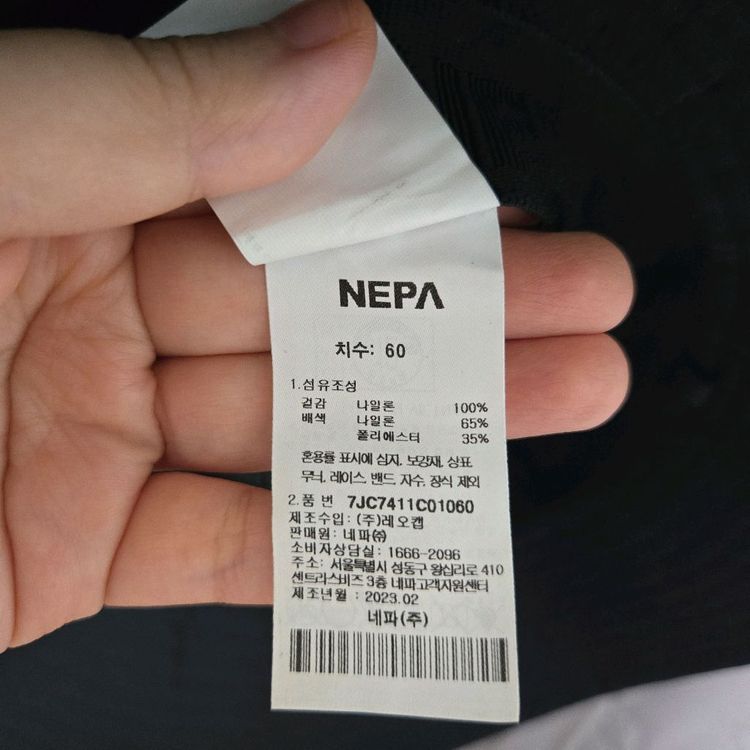 NEPA
치수: 60
1.섬유조성
겉감 나일론 100%
배색 나일론 65%
폴리에스터 35%
혼용률 표시에 심지, 보강재, 상표
무늬, 레이스, 밴드, 자수, 장식 제외
2.품 번 7JC7411C01060
제조수입: (주)레오캡
판매원: 네파㈜
소비자상담실: 1666-2096
주소: 서울특별시 성동구 왕십리로 410
센트라스비즈 3층 네파고객지원센터
제조년월 : 2023.02
네파(주)